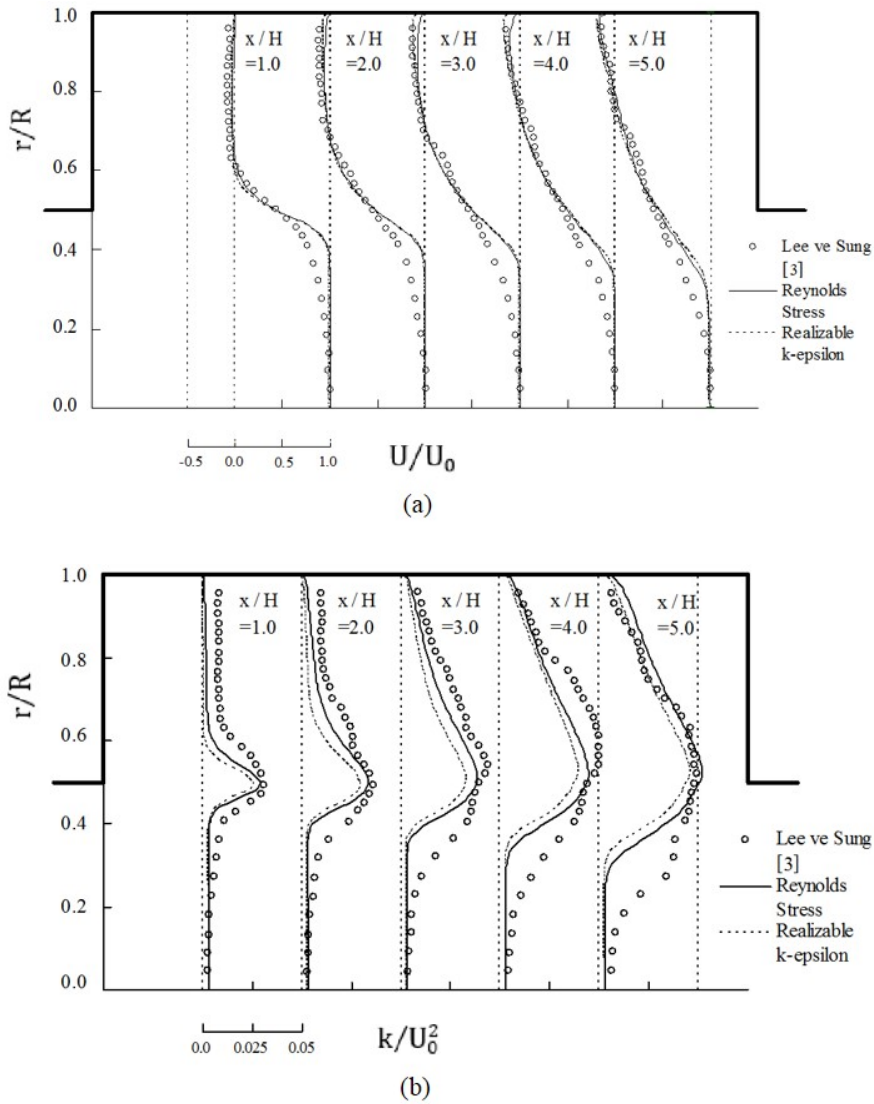 1.0
0.8
0.6
0.4
0.2
0.0
r/R
x / H
=1.0
x / H
=2.0
x / H
=3.0
x / H
=4.0
x / H
=5.0
Lee ve Sung
[3]
Reynolds
Stress
Realizable
k-epsilon
-0.5 0.0 0.5 1.0
U/U₀
(a)
1.0
0.8
0.6
0.4
0.2
0.0
r/R
x / H
=1.0
x / H
=2.0
x / H
=3.0
x / H
=4.0
x / H
=5.0
Lee ve Sung
[3]
Reynolds
Stress
Realizable
k-epsilon
0.0 0.025 0.05
k/U₀²
(b)